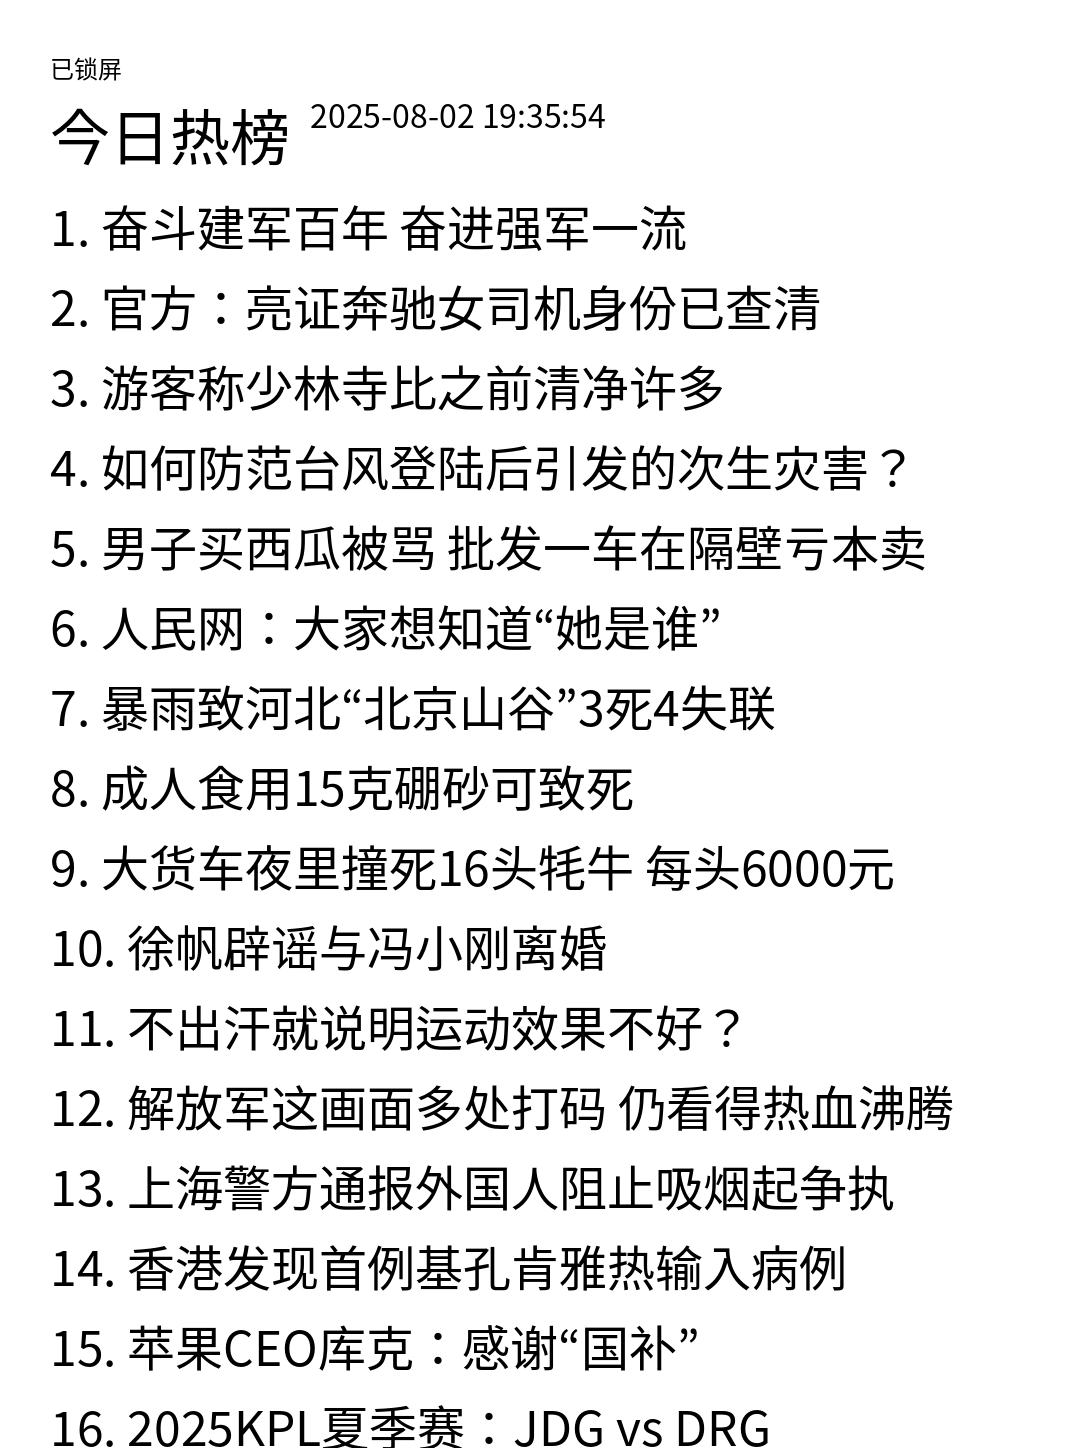 已锁屏
今日热榜 2025-08-02 19:35:54
1. 奋斗建军百年 奋进强军一流
2. 官方：亮证奔驰女司机身份已查清
3. 游客称少林寺比之前清净许多
4. 如何防范台风登陆后引发的次生灾害？
5. 男子买西瓜被骂 批发一车在隔壁亏本卖
6. 人民网：大家想知道“她是谁”
7. 暴雨致河北“北京山谷”3死4失联
8. 成人食用15克硼砂可致死
9. 大货车夜里撞死16头牦牛 每头6000元
10. 徐帆辟谣与冯小刚离婚
11. 不出汗就说明运动效果不好？
12. 解放军这画面多处打码 仍看得热血沸腾
13. 上海警方通报外国人阻止吸烟起争执
14. 香港发现首例基孔肯雅热输入病例
15. 苹果CEO库克：感谢“国补”
16. 2025KPL夏季赛：JDG vs DRG